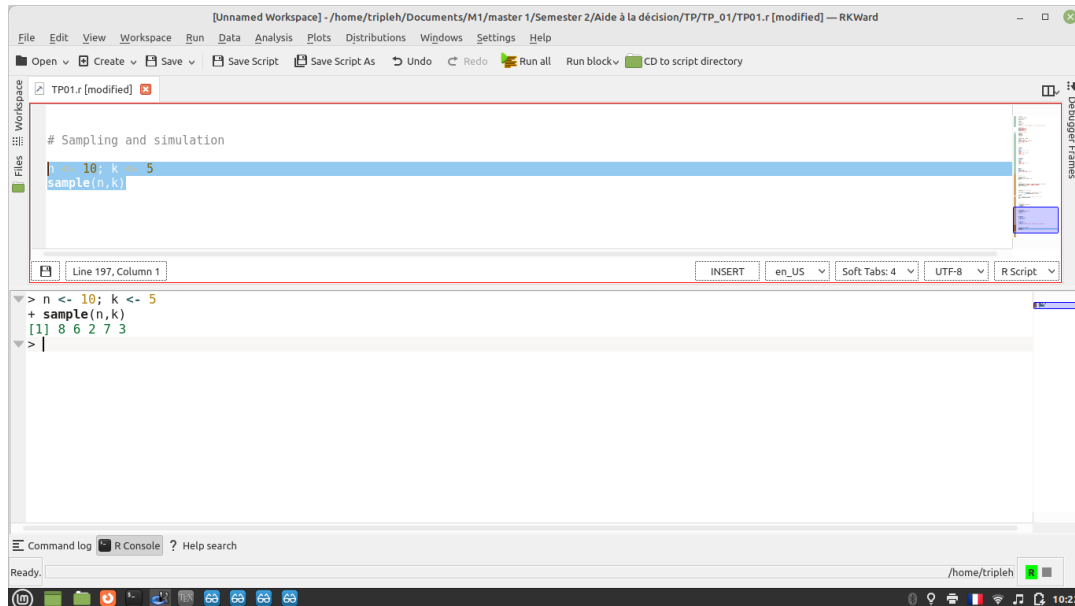 [Unnamed Workspace] - /home/tripleh/Documents/M1/master 1/Semester 2/Aide à la décision/TP/TP_01/TP01.r [modified] — RKWard
File Edit View Workspace Run Data Analysis Plots Distributions Windows Settings Help
Open Create Save Save Script Save Script As Undo Redo Run all Run block CD to script directory
Workspace
Files
TP01.r [modified]
Debugger Frames
# Sampling and simulation
n <- 10; k <- 5
sample(n,k)
Line 197, Column 1 INSERT en_US Soft Tabs: 4 UTF-8 R Script
> n <- 10; k <- 5
+ sample(n,k)
[1] 8 6 2 7 3
>
Command log R Console ? Help search
Ready. /home/tripleh R